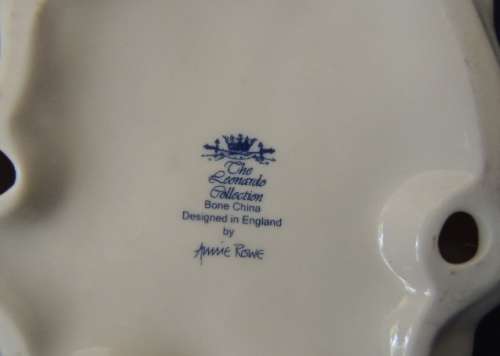 The
Leonardo
Collection
Bone China
Designed in England
by
Annie Rowe